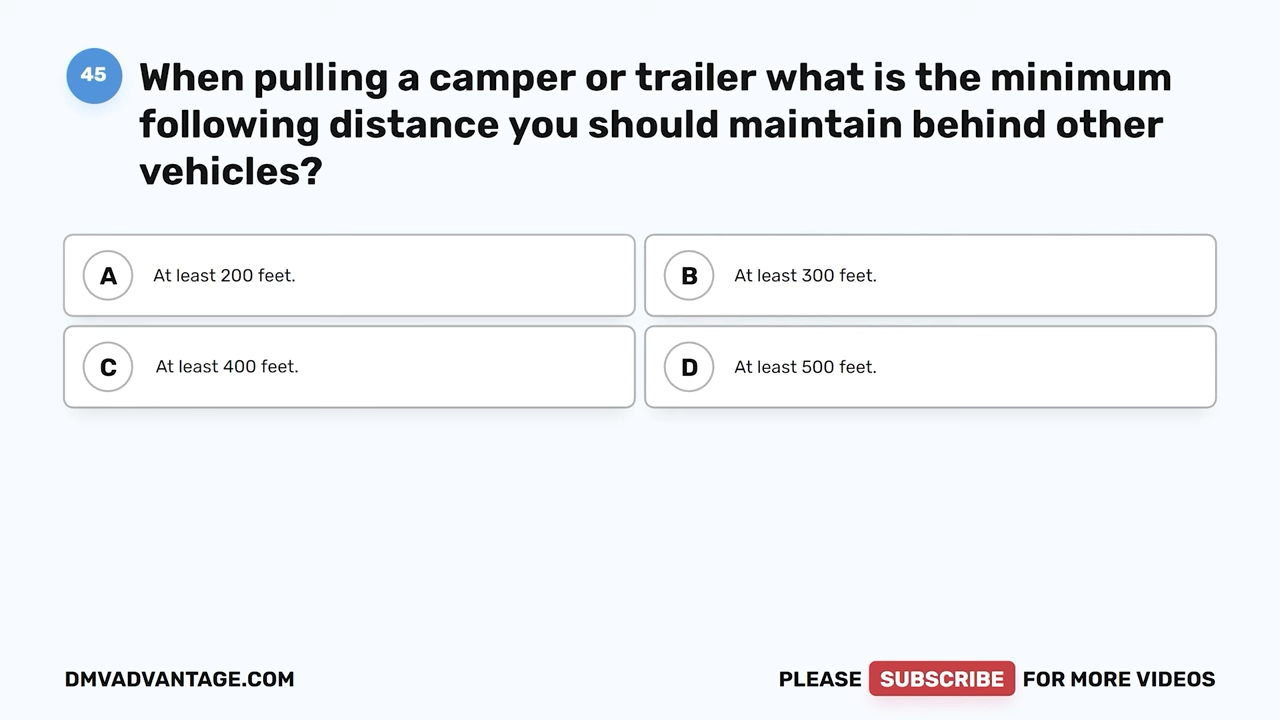 45
When pulling a camper or trailer what is the minimum
following distance you should maintain behind other
vehicles?
A At least 200 feet.
B At least 300 feet.
C At least 400 feet.
D At least 500 feet.
DMVADVANTAGE.COM
PLEASE SUBSCRIBE FOR MORE VIDEOS